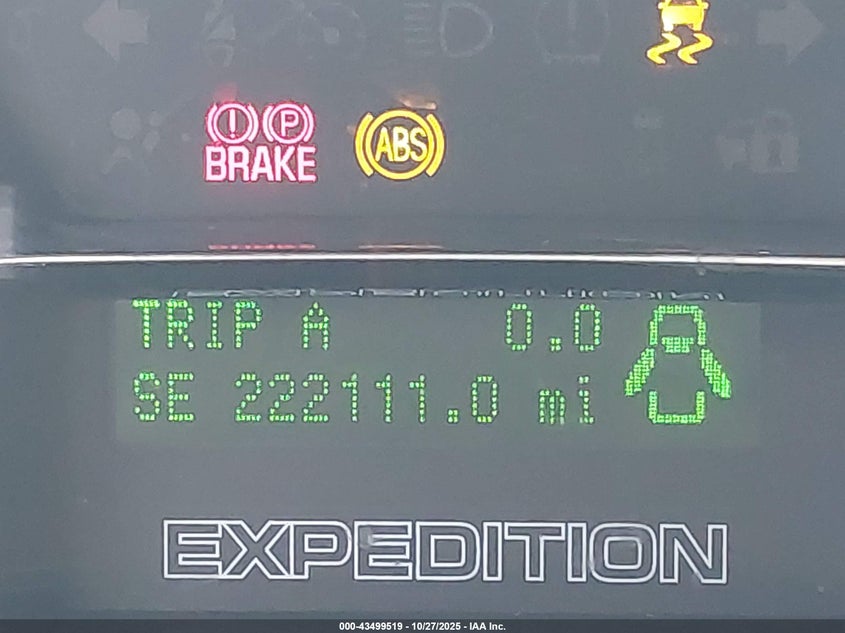 ! P
BRAKE
ABS
TRIP A 0.0
SE 222111.0 mi
EXPEDITION
000-43499519 - 10/27/2025 - IAA Inc.